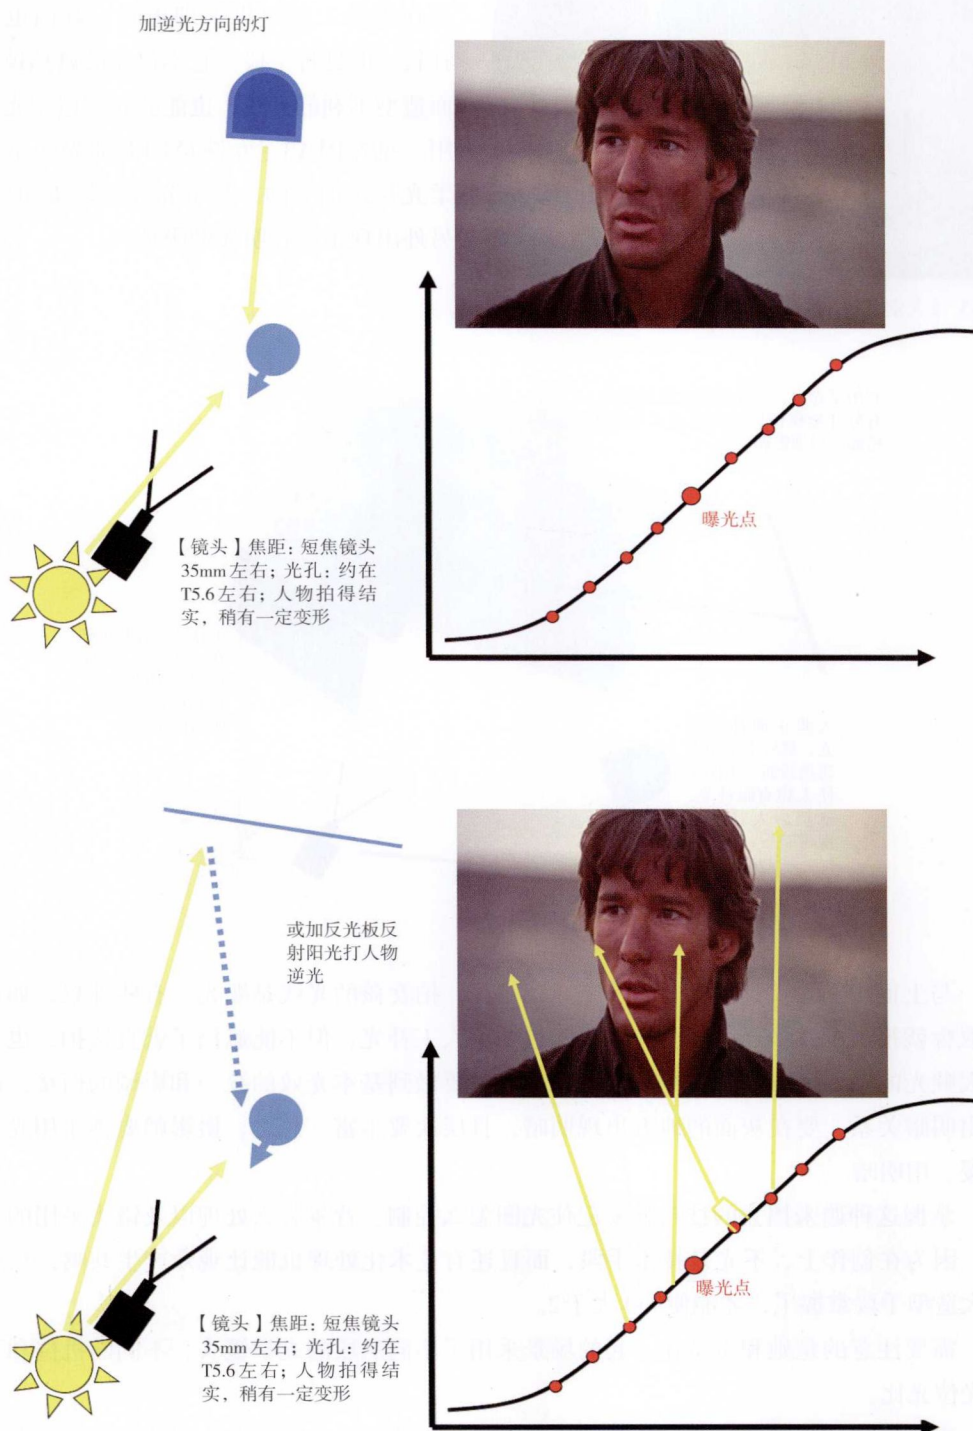 加逆光方向的灯
曝光点
【镜头】焦距：短焦镜头
35mm左右；光孔：约在
T5.6左右；人物拍得结
实，稍有一定变形
或加反光板反
射阳光打人物
逆光
曝光点
【镜头】焦距：短焦镜头
35mm左右；光孔：约在
T5.6左右；人物拍得结
实，稍有一定变形